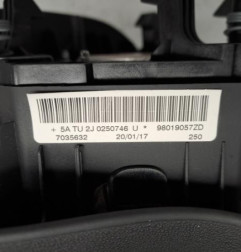 + 5A TU 2J 0250746 U * 98019057ZD
7035632 20/01/17 250